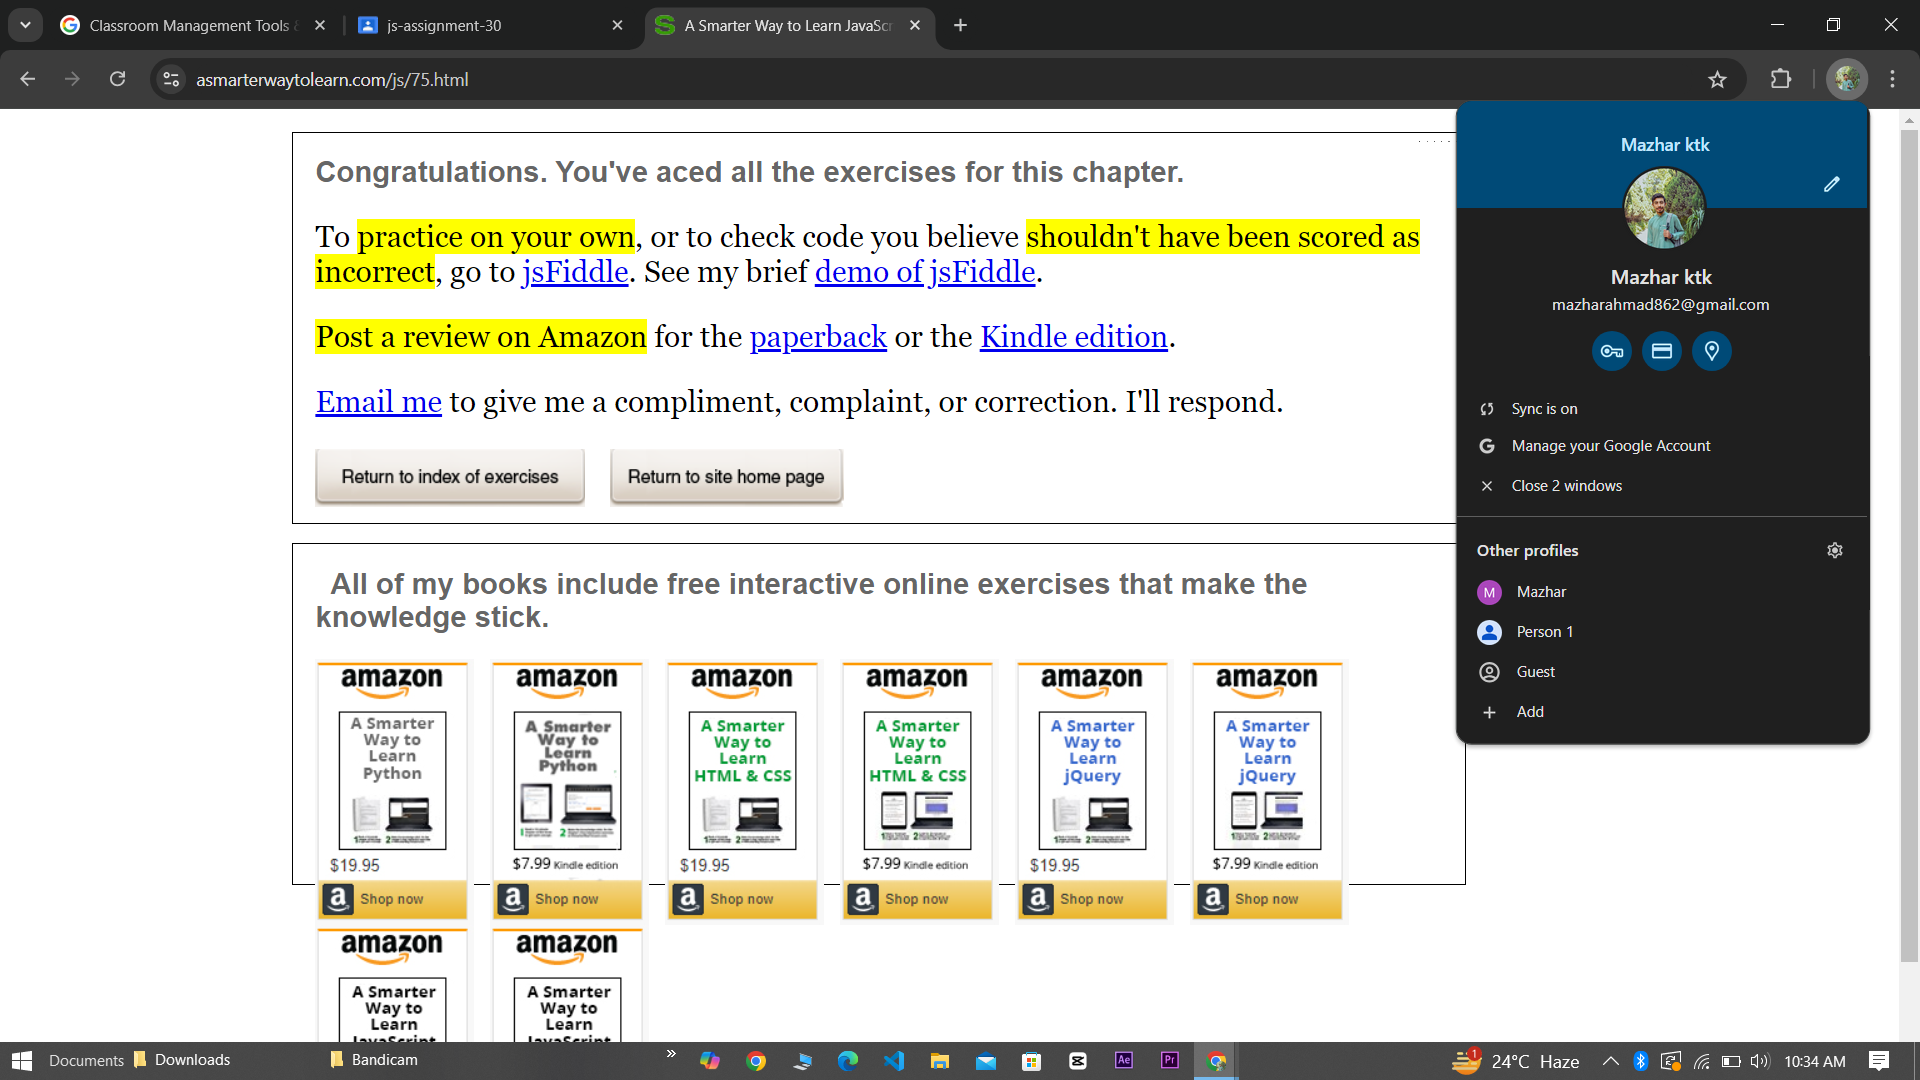 Classroom Management Tools &
js-assignment-30
A Smarter Way to Learn JavaScr
asmarterwaytolearn.com/js/75.html
Congratulations. You've aced all the exercises for this chapter.
To practice on your own, or to check code you believe shouldn't have been scored as
incorrect, go to jsFiddle. See my brief demo of jsFiddle.
Post a review on Amazon for the paperback or the Kindle edition.
Email me to give me a compliment, complaint, or correction. I'll respond.
Return to index of exercises
Return to site home page
Mazhar ktk
Mazhar ktk
mazharahmad862@gmail.com
Sync is on
Manage your Google Account
Close 2 windows
Other profiles
M Mazhar
Person 1
Guest
Add
All of my books include free interactive online exercises that make the
knowledge stick.
amazon
A Smarter
Way to
Learn
Python
$19.95
a Shop now
amazon
A Smarter
Way to
Learn
Python
$7.99 Kindle edition
a Shop now
amazon
A Smarter
Way to
Learn
HTML & CSS
$19.95
a Shop now
amazon
A Smarter
Way to
Learn
HTML & CSS
$7.99 Kindle edition
a Shop now
amazon
A Smarter
Way to
Learn
jQuery
$19.95
a Shop now
amazon
A Smarter
Way to
Learn
jQuery
$7.99 Kindle edition
a Shop now
amazon
A Smarter
Way to
Learn
JavaScript
amazon
A Smarter
Way to
Learn
JavaScript
Documents
Downloads
Bandicam
Ae
Pr
1
24°C Haze
10:34 AM